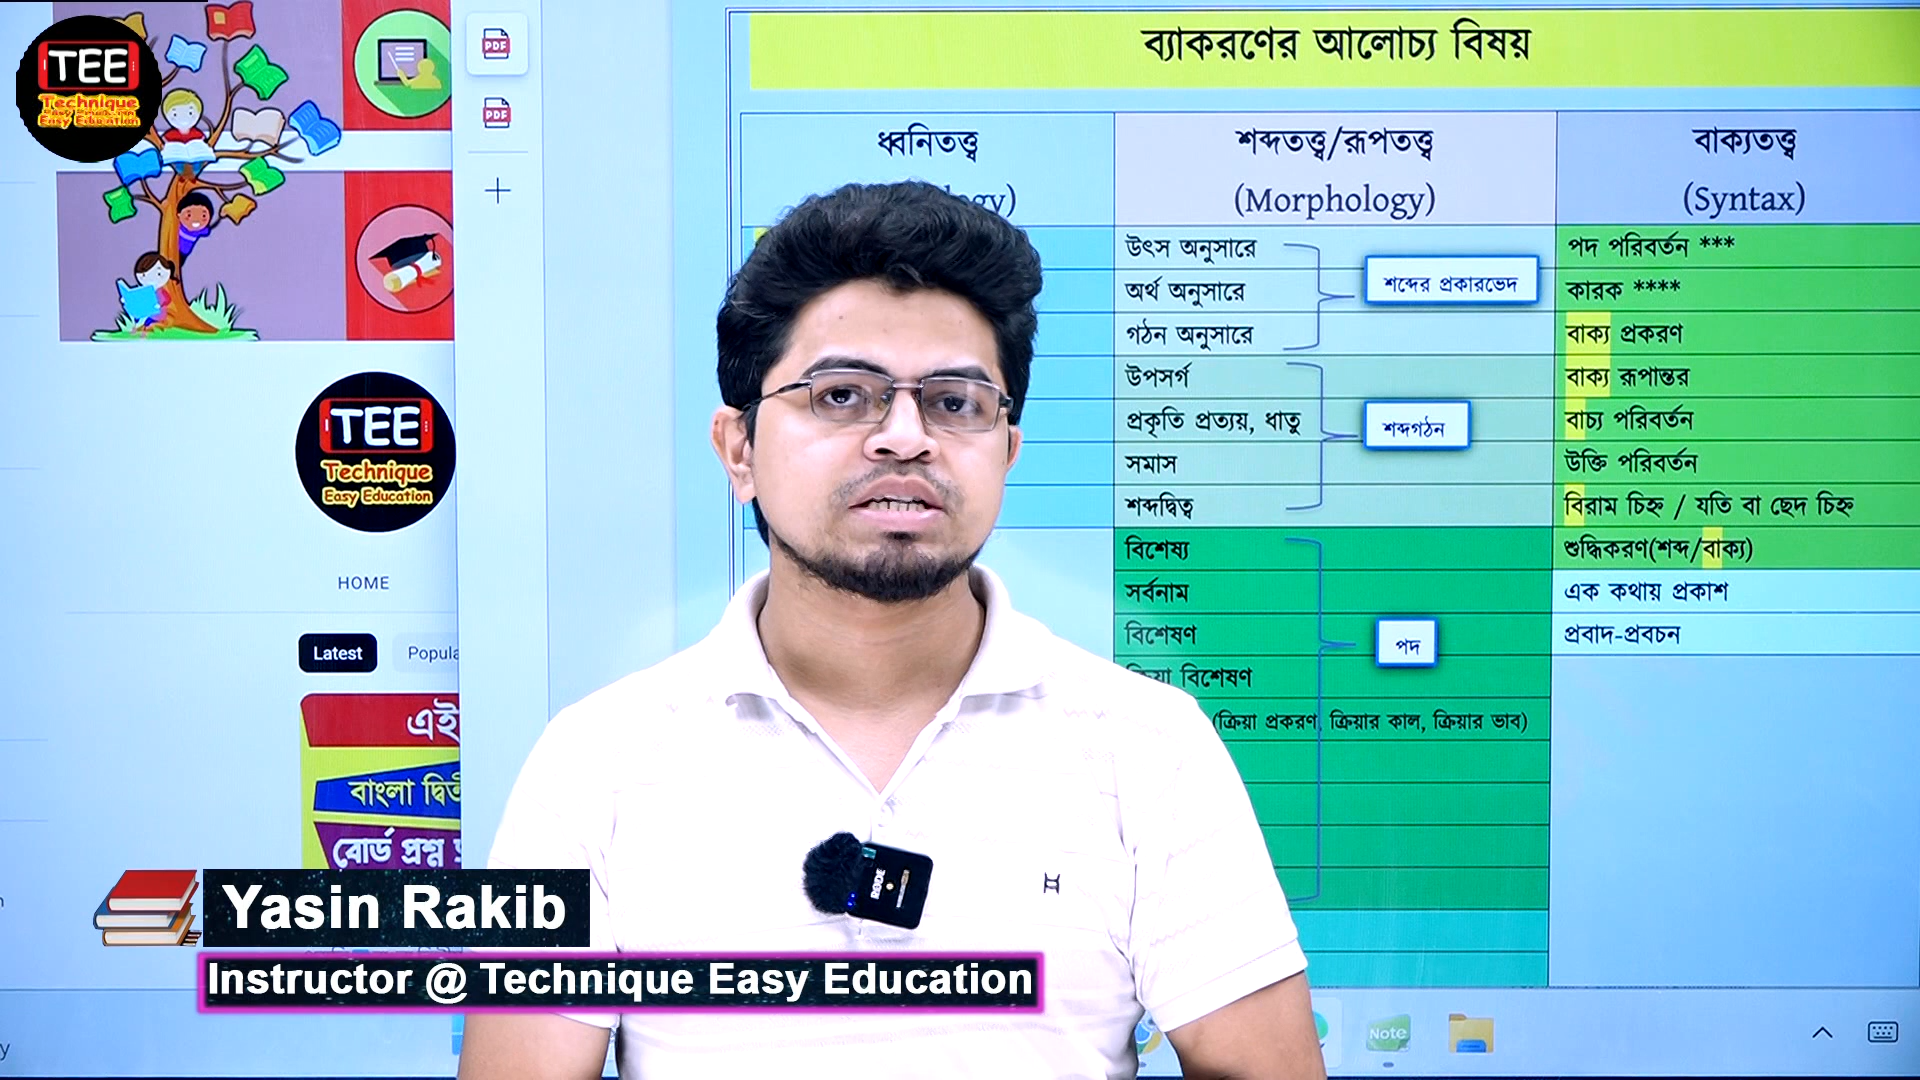 TEE
Technique
Easy Education
PDF
PDF
TEE
Technique
Easy Education
HOME
Latest
Popula
এই
বাংলা দ্বিতী
বোর্ড প্রশ্ন
ব্যাকরণের আলোচ্য বিষয়
ধ্বনিতত্ত্ব
শব্দতত্ত্ব/রূপতত্ত্ব
(Morphology)
বাক্যতত্ত্ব
(Syntax)
উৎস অনুসারে
অর্থ অনুসারে
গঠন অনুসারে
শব্দের প্রকারভেদ
উপসর্গ
প্রকৃতি প্রত্যয়, ধাতু
সমাস
শব্দদ্বিত্ব
শব্দগঠন
বিশেষ্য
সর্বনাম
বিশেষণ
ক্রিয়া বিশেষণ
(ক্রিয়া প্রকরণ, ক্রিয়ার কাল, ক্রিয়ার ভাব)
পদ
পদ পরিবর্তন ***
কারক ****
বাক্য প্রকরণ
বাক্য রূপান্তর
বাচ্য পরিবর্তন
উক্তি পরিবর্তন
বিরাম চিহ্ন / যতি বা ছেদ চিহ্ন
শুদ্ধিকরণ(শব্দ/বাক্য)
এক কথায় প্রকাশ
প্রবাদ-প্রবচন
RODE
Yasin Rakib
Instructor @ Technique Easy Education
Note